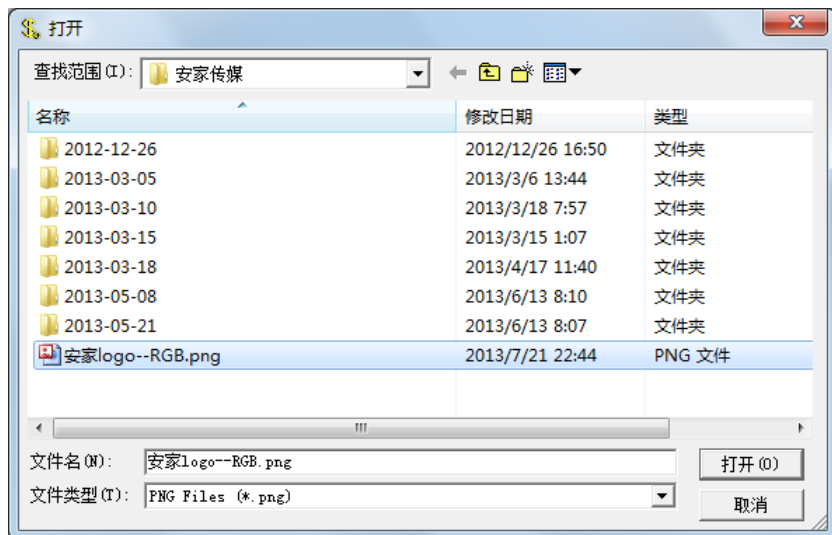 打开
查找范围(I): 安家传媒
名称 修改日期 类型
2012-12-26 2012/12/26 16:50 文件夹
2013-03-05 2013/3/6 13:44 文件夹
2013-03-10 2013/3/18 7:57 文件夹
2013-03-15 2013/3/15 1:07 文件夹
2013-03-18 2013/4/17 11:40 文件夹
2013-05-08 2013/6/13 8:10 文件夹
2013-05-21 2013/6/13 8:07 文件夹
安家logo--RGB.png 2013/7/21 22:44 PNG 文件
文件名(N): 安家logo--RGB.png 打开(O)
文件类型(T): PNG Files (*.png) 取消